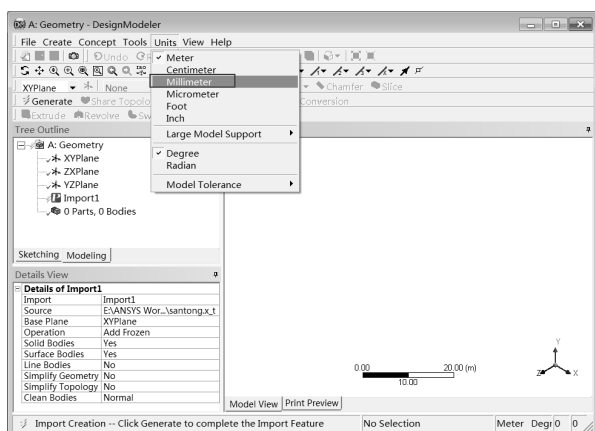 A: Geometry - DesignModeler
File Create Concept Tools Units View Help
Undo
XYPlane None
Generate Share Topolo Conversion
Chamfer Slice
Extrude Revolve Sw
Meter
Centimeter
Millimeter
Micrometer
Foot
Inch
Large Model Support
Degree
Radian
Model Tolerance
Tree Outline
A: Geometry
XYPlane
ZXPlane
YZPlane
Import1
0 Parts, 0 Bodies
Sketching Modeling
Details View
Details of Import1
Import Import1
Source E:\ANSYS Wor...\santong.x_t
Base Plane XYPlane
Operation Add Frozen
Solid Bodies Yes
Surface Bodies Yes
Line Bodies No
Simplify Geometry No
Simplify Topology No
Clean Bodies Normal
0.00 20.00 (m)
10.00
Y
Z X
Model View Print Preview
Import Creation -- Click Generate to complete the Import Feature No Selection Meter Degr 0 0